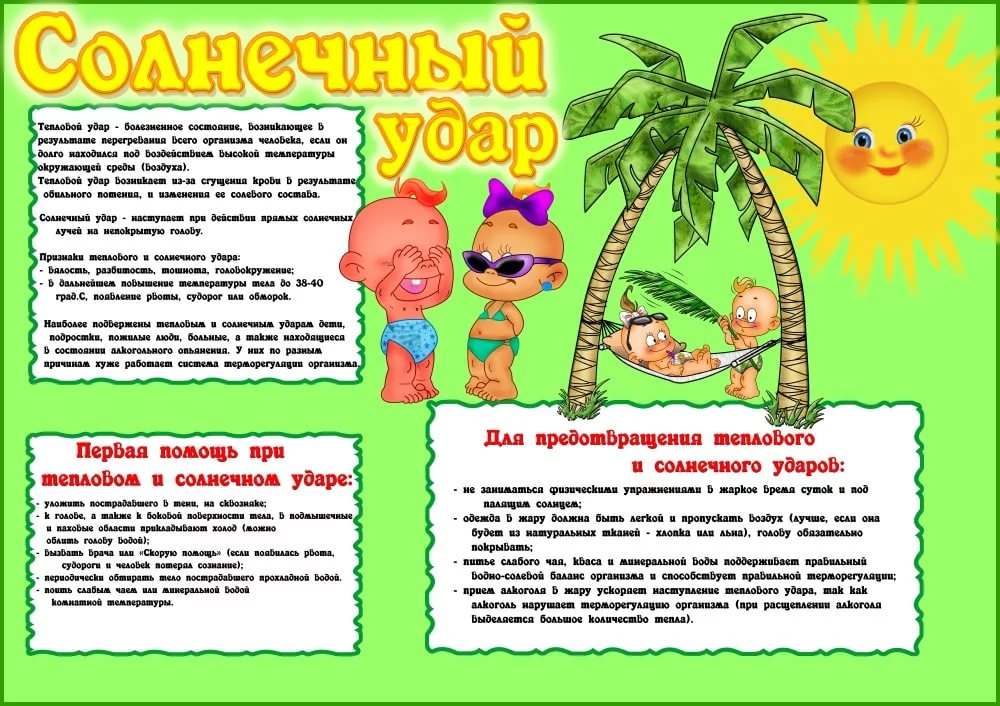 Солнечный
удар
Тепловой удар - болезненное состояние, возникающее в
результате перегревания всего организма человека, если он
долго находился под воздействием высокой температуры
окружающей среды (воздуха).
Тепловой удар возникает из-за сгущения крови в результате
обильного потения, и изменения ее солевого состава.
Солнечный удар - наступает при действии прямых солнечных
лучей на непокрытую голову.
Признаки теплового и солнечного удара:
- вялость, разбитость, тошнота, головокружение;
- в дальнейшем повышение температуры тела до 38-40
град.С, появление рвоты, судорог или обморок.
Наиболее подвержены тепловым и солнечным ударам дети,
подростки, пожилые люди, больные, а также находящиеся
в состоянии алкогольного опьянения. У них по разным
причинам хуже работает система терморегуляции организма.
Первая помощь при
тепловом и солнечном ударе:
- уложить пострадавшего в тени, на сквозняке;
- к голове, а также к боковой поверхности тела, в подмышечные
и паховые области прикладывают холод (можно
облить голову водой);
- вызвать врача или «Скорую помощь» (если появилась рвота,
судороги и человек потерял сознание);
- периодически обтирать тело пострадавшего прохладной водой.
- поить слабым чаем или минеральной водой
комнатной температуры.
Для предотвращения теплового
и солнечного ударов:
- не заниматься физическими упражнениями в жаркое время суток и под
палящим солнцем;
- одежда в жару должна быть легкой и пропускать воздух (лучше, если она
будет из натуральных тканей - хлопка или льна), голову обязательно
покрывать;
- питье слабого чая, кваса и минеральной воды поддерживает правильный
водно-солевой баланс организма и способствует правильной терморегуляции;
- прием алкоголя в жару ускоряет наступление теплового удара, так как
алкоголь нарушает терморегуляцию организма (при расщеплении алкоголя
выделяется большое количество тепла).